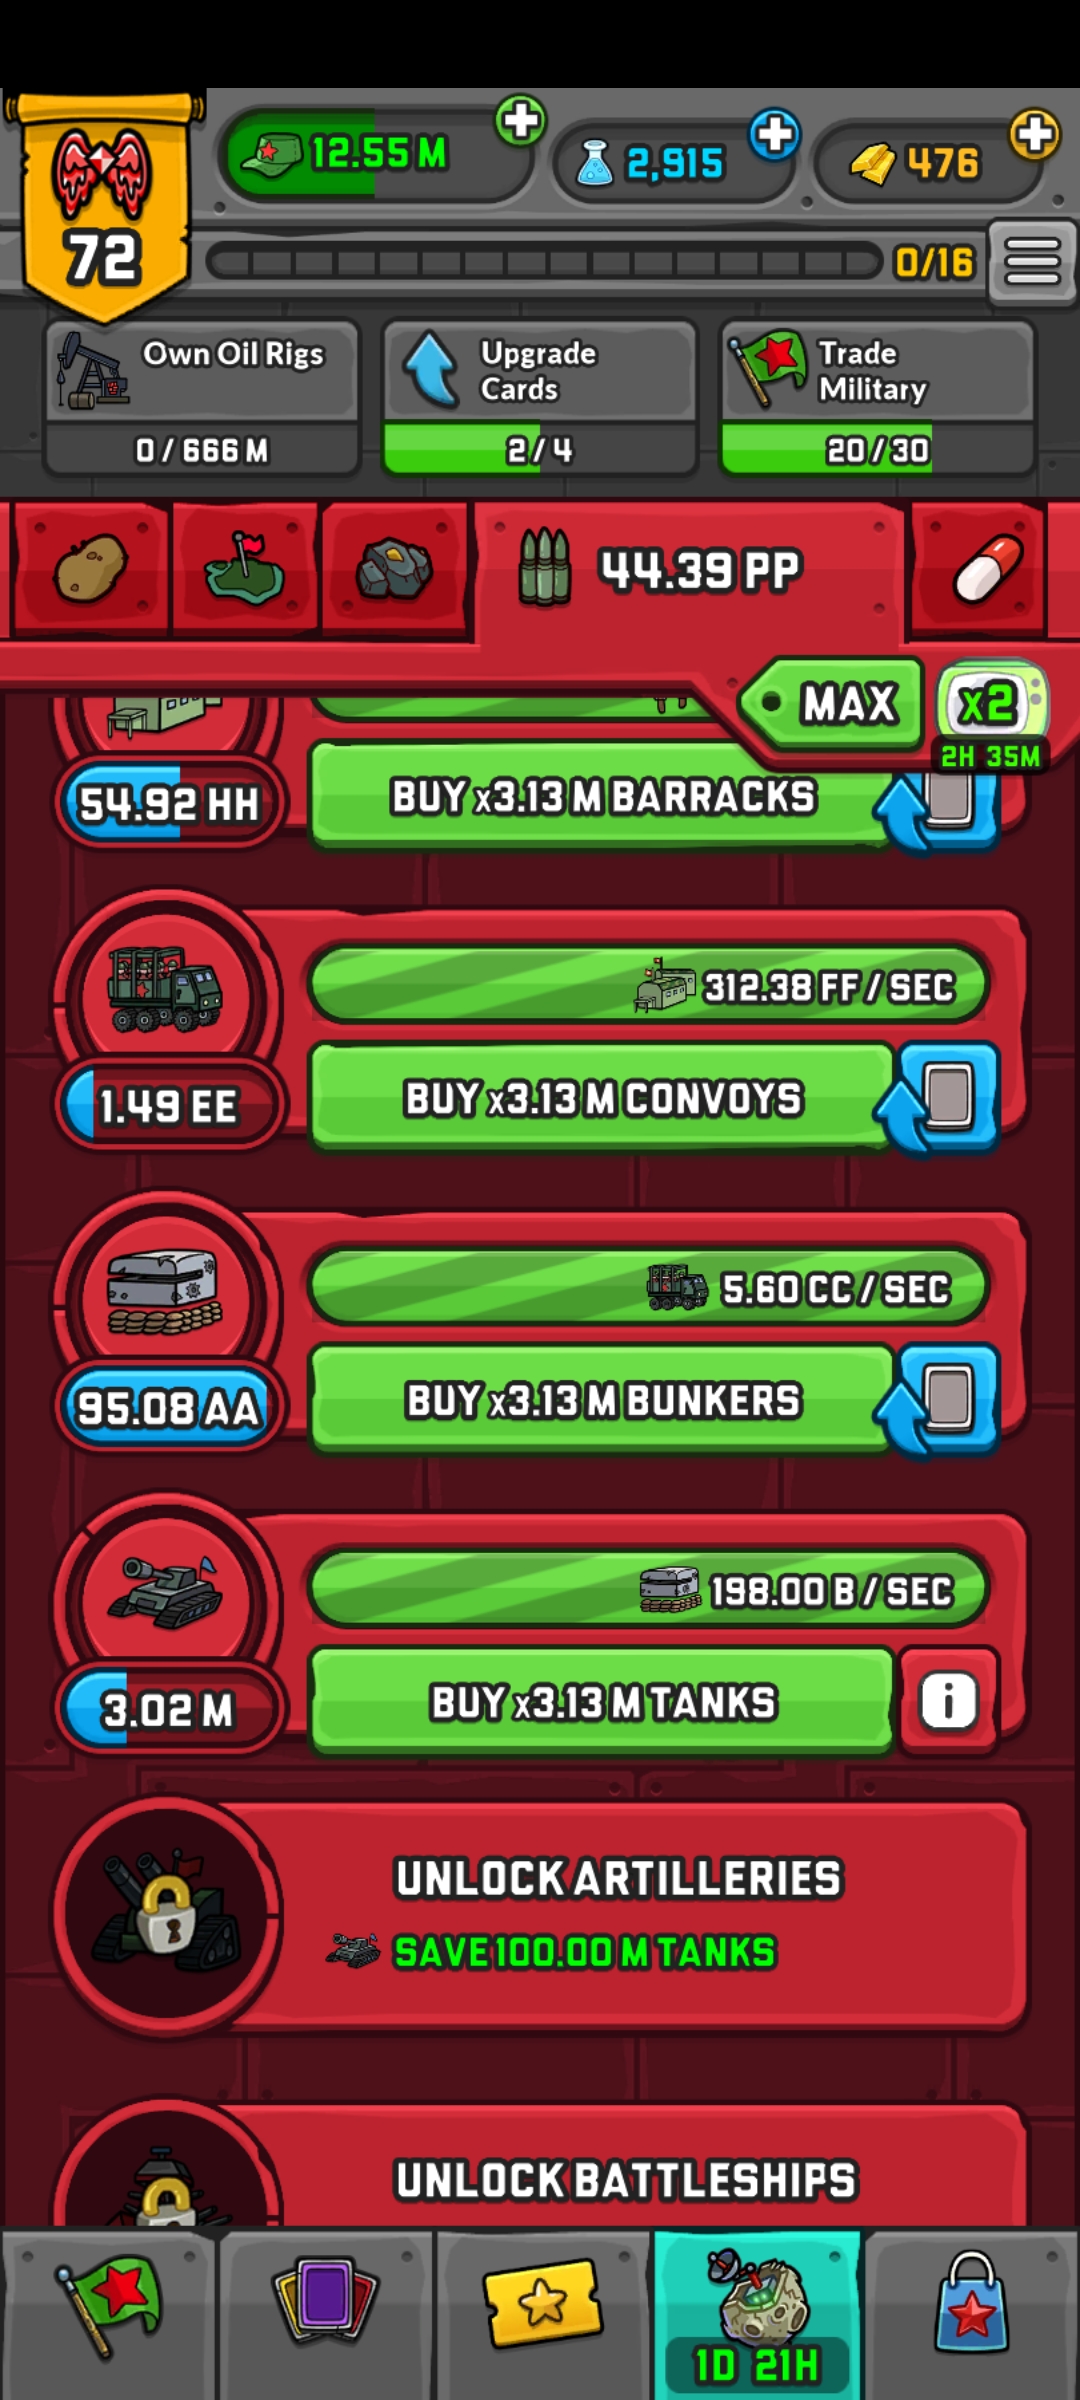 12.55 M
2,915
476
72
0/16
Own Oil Rigs
0 / 666 M
Upgrade
Cards
2 / 4
Trade
Military
20 / 30
44.39 PP
MAX
x2
2H 35M
54.92 HH
BUY x3.13 M BARRACKS
312.38 FF / SEC
1.49 EE
BUY x3.13 M CONVOYS
5.60 CC / SEC
95.08 AA
BUY x3.13 M BUNKERS
198.00 B / SEC
3.02 M
BUY x3.13 M TANKS
i
UNLOCK ARTILLERIES
SAVE 100.00 M TANKS
UNLOCK BATTLESHIPS
1D 21H